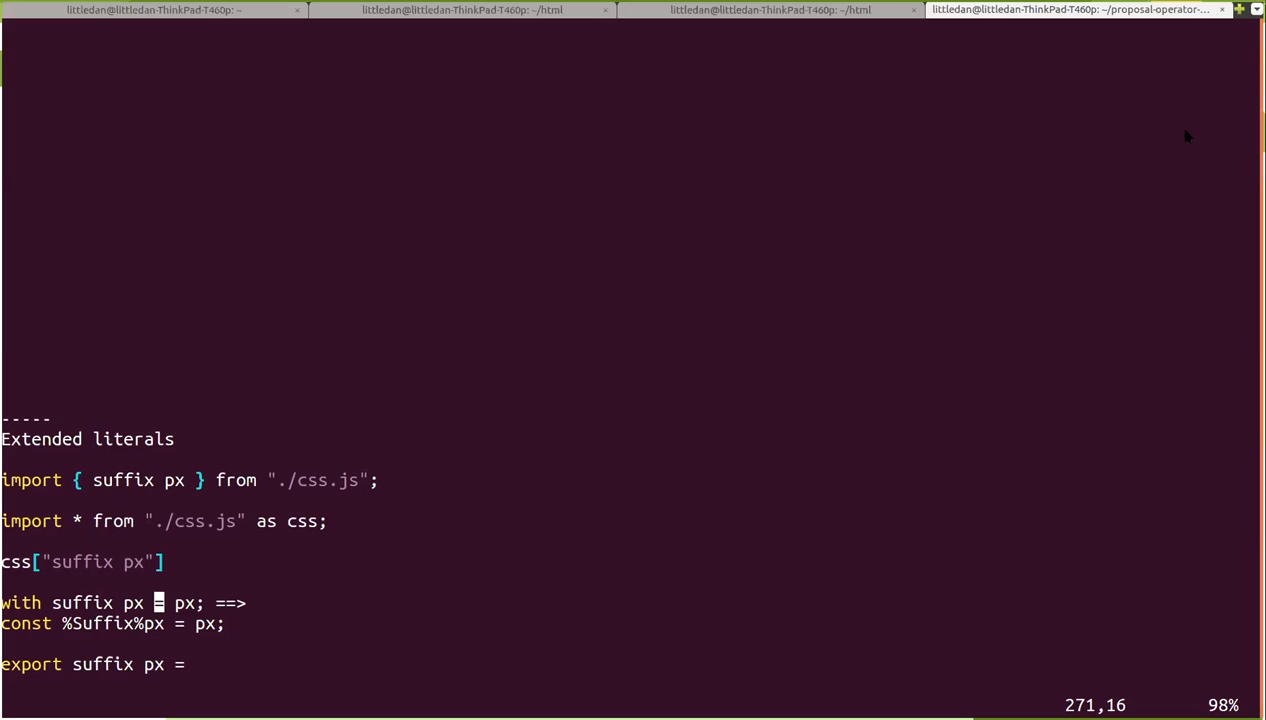 littledan@littledan-ThinkPad-T460p: ~ × littledan@littledan-ThinkPad-T460p: ~/html × littledan@littledan-ThinkPad-T460p: ~/html × littledan@littledan-ThinkPad-T460p: ~/proposal-operator-... ×
-----
Extended literals
import { suffix px } from "./css.js";
import * from "./css.js" as css;
css["suffix px"]
with suffix px = px; ==>
const %Suffix%px = px;
export suffix px =
271,16 98%